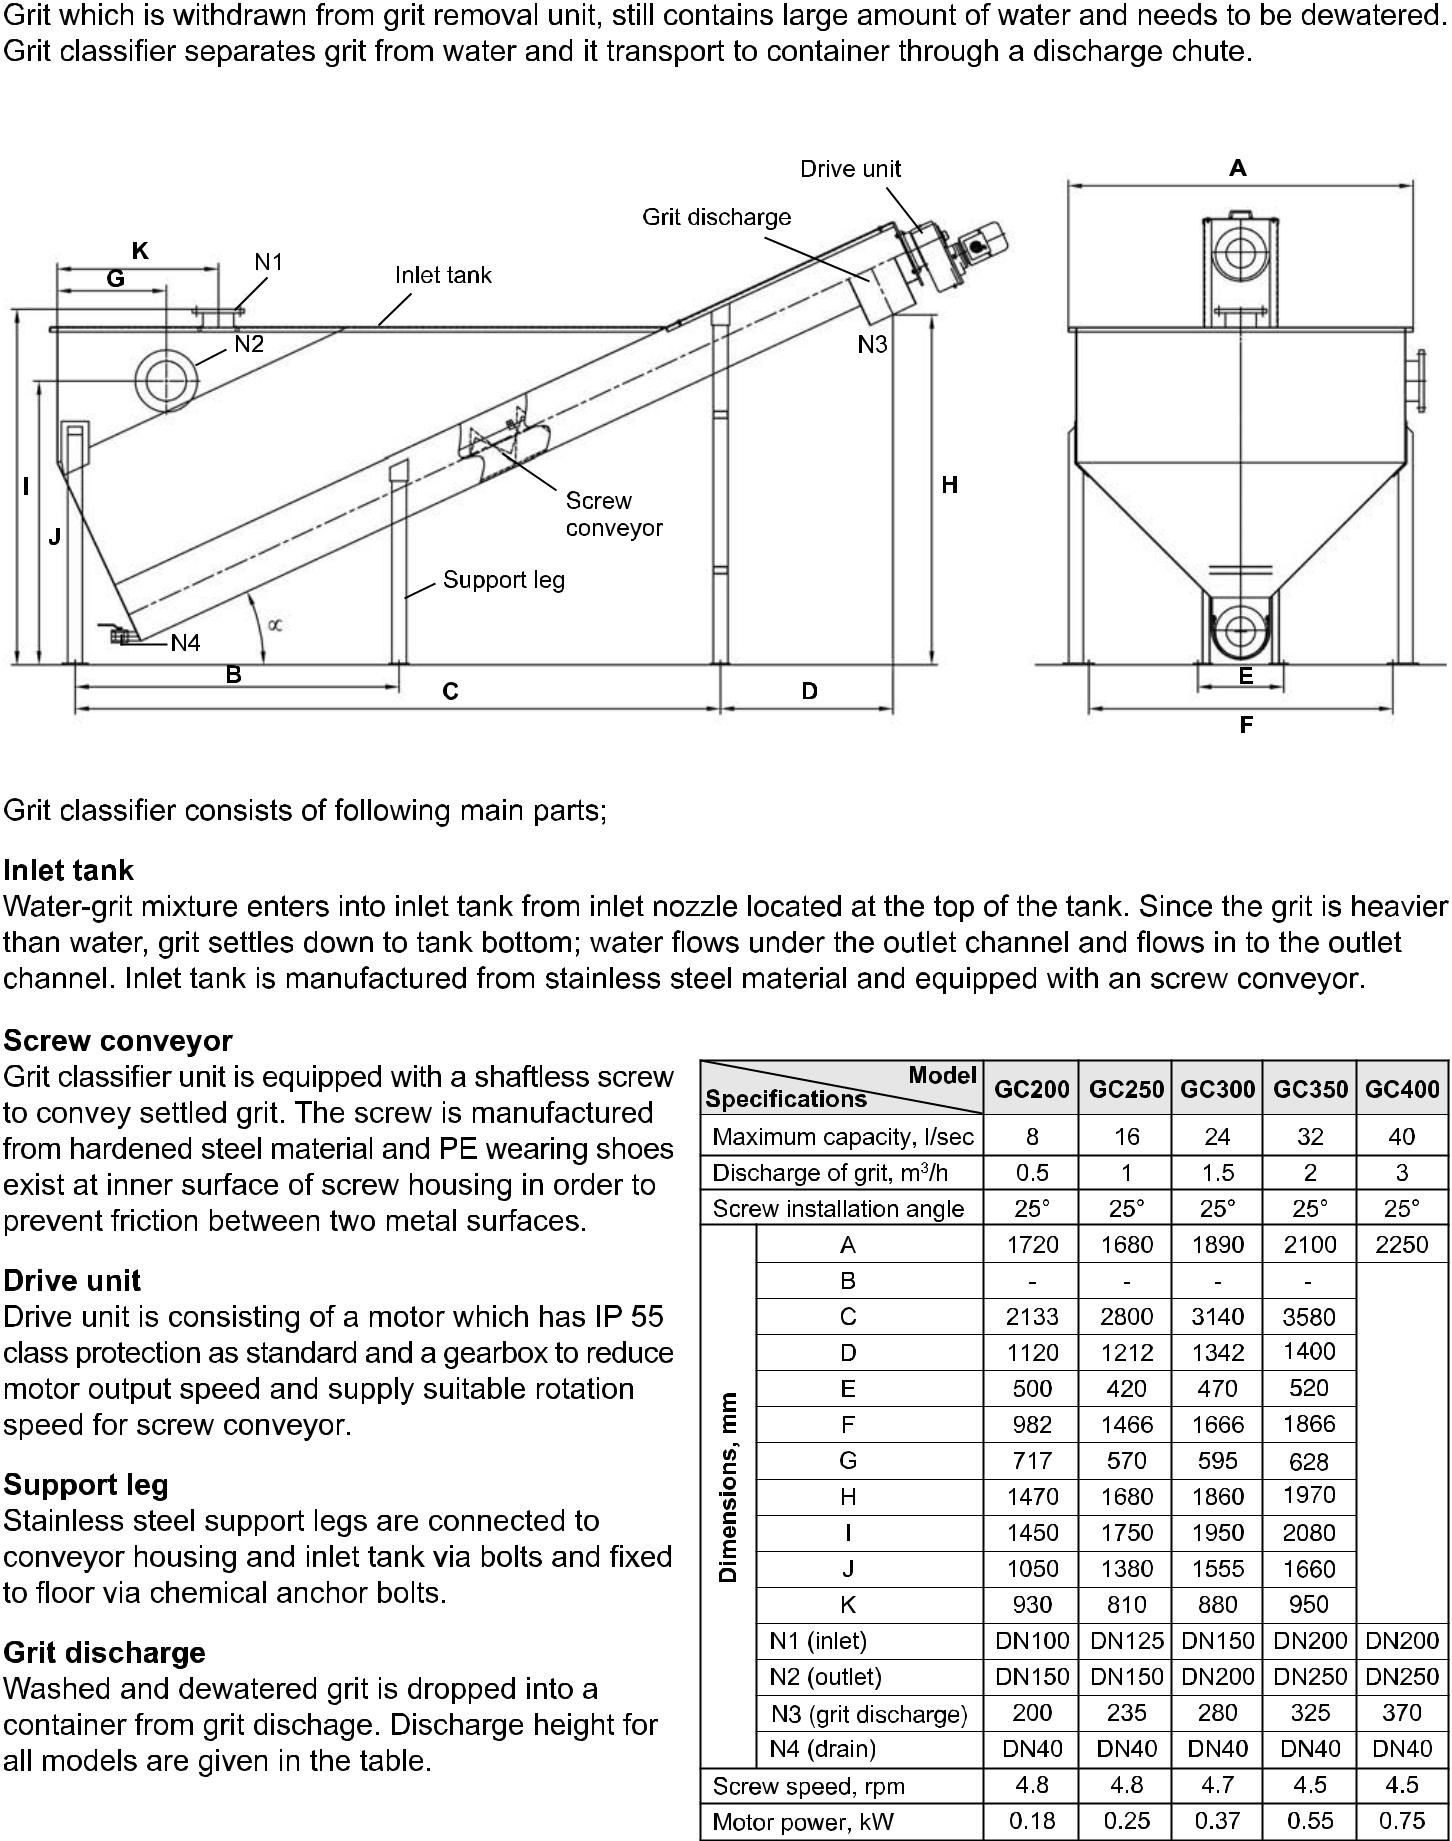 Grit which is withdrawn from grit removal unit, still contains large amount of water and needs to be dewatered.
Grit classifier separates grit from water and it transport to container through a discharge chute.
Drive unit
A
Grit discharge
K
N1
G
Inlet tank
N2
N3
I
H
J
Screw
conveyor
Support leg
∝
N4
B
C
D
E
F
Grit classifier consists of following main parts;
Inlet tank
Water-grit mixture enters into inlet tank from inlet nozzle located at the top of the tank. Since the grit is heavier
than water, grit settles down to tank bottom; water flows under the outlet channel and flows in to the outlet
channel. Inlet tank is manufactured from stainless steel material and equipped with an screw conveyor.
Screw conveyor
Grit classifier unit is equipped with a shaftless screw
to convey settled grit. The screw is manufactured
from hardened steel material and PE wearing shoes
exist at inner surface of screw housing in order to
prevent friction between two metal surfaces.
Drive unit
Drive unit is consisting of a motor which has IP 55
class protection as standard and a gearbox to reduce
motor output speed and supply suitable rotation
speed for screw conveyor.
Support leg
Stainless steel support legs are connected to
conveyor housing and inlet tank via bolts and fixed
to floor via chemical anchor bolts.
Grit discharge
Washed and dewatered grit is dropped into a
container from grit dischage. Discharge height for
all models are given in the table.
Model
Specifications GC200 GC250 GC300 GC350 GC400
Maximum capacity, l/sec 8 16 24 32 40
Discharge of grit, m³/h 0.5 1 1.5 2 3
Screw installation angle 25° 25° 25° 25° 25°
Dimensions, mm
A 1720 1680 1890 2100 2250
B - - - -
C 2133 2800 3140 3580
D 1120 1212 1342 1400
E 500 420 470 520
F 982 1466 1666 1866
G 717 570 595 628
H 1470 1680 1860 1970
I 1450 1750 1950 2080
J 1050 1380 1555 1660
K 930 810 880 950
N1 (inlet) DN100 DN125 DN150 DN200 DN200
N2 (outlet) DN150 DN150 DN200 DN250 DN250
N3 (grit discharge) 200 235 280 325 370
N4 (drain) DN40 DN40 DN40 DN40 DN40
Screw speed, rpm 4.8 4.8 4.7 4.5 4.5
Motor power, kW 0.18 0.25 0.37 0.55 0.75